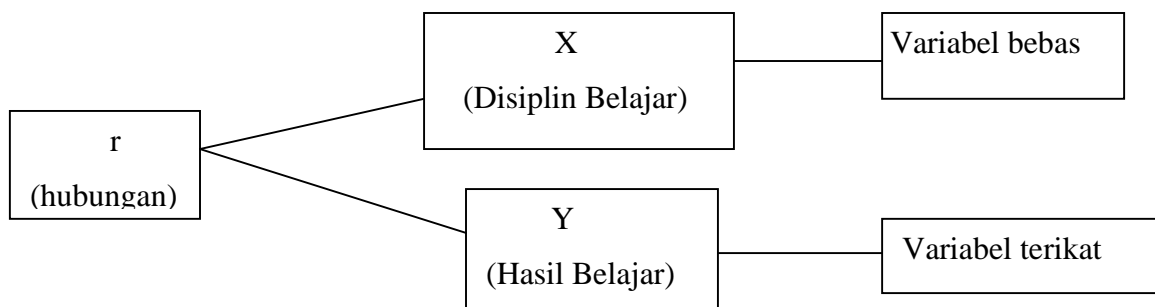 r
(hubungan)
X
(Disiplin Belajar)
Variabel bebas
Y
(Hasil Belajar)
Variabel terikat